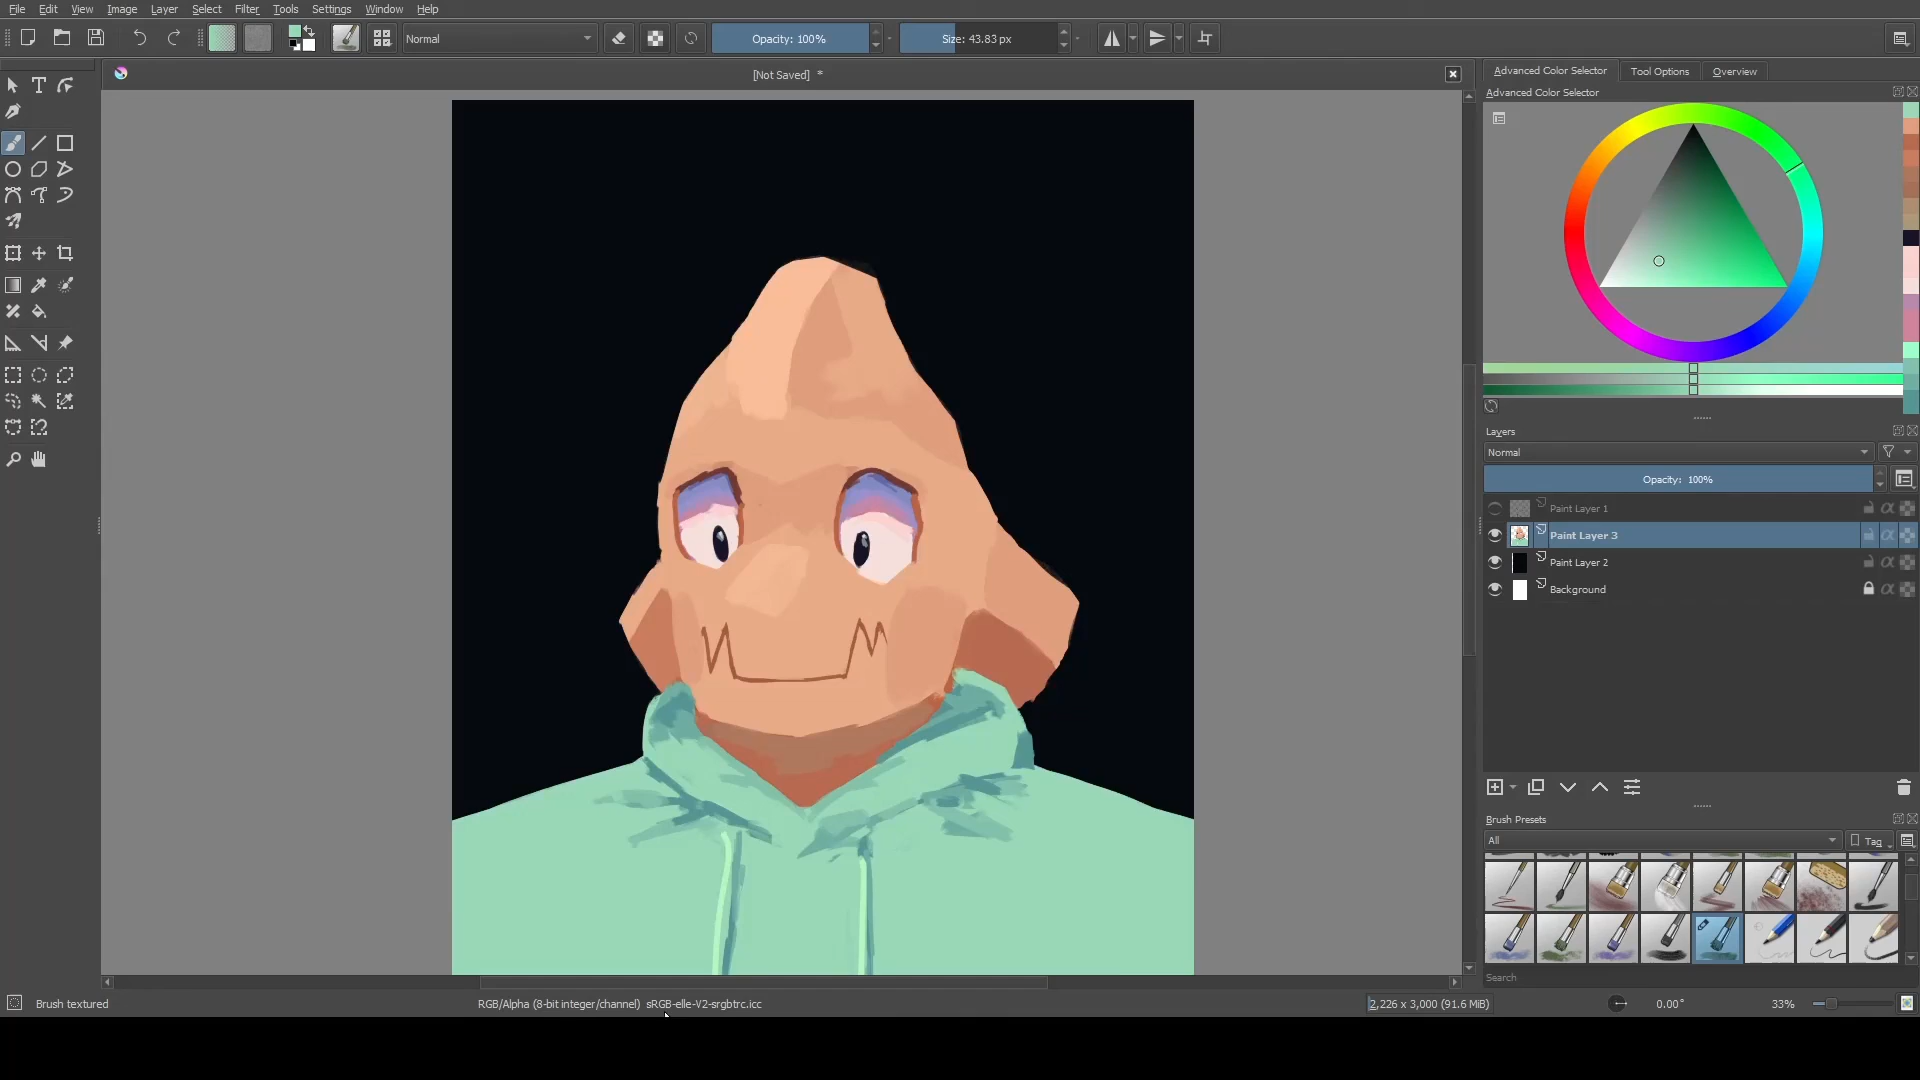 File Edit View Image Layer Select Filter Tools Settings Window Help
Normal Opacity: 100% Size: 43.83 px
[Not Saved] *
Advanced Color Selector Tool Options Overview
Advanced Color Selector
Layers
Normal
Opacity: 100%
Paint Layer 1
Paint Layer 3
Paint Layer 2
Background
Brush Presets
All Tag
Search
Brush textured RGB/Alpha (8-bit integer/channel) sRGB-elle-V2-srgbtrc.icc 2,226 x 3,000 (91.6 MiB) 0.00° 33%